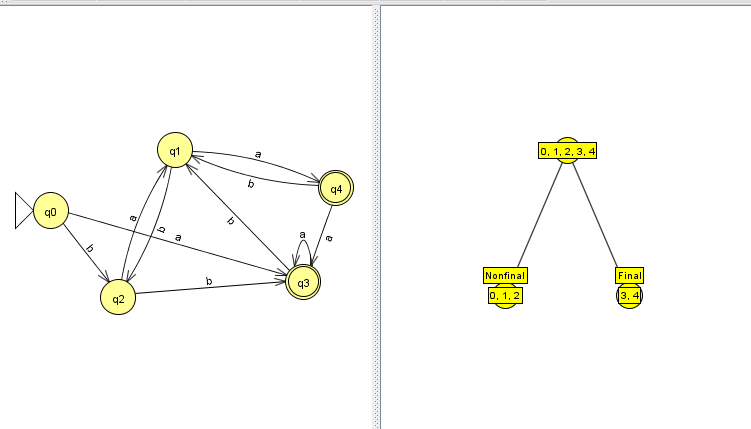 q1
a
q4
b
q0
a
b
b
a
b
a
a
q2
b
q3
0, 1, 2, 3, 4
Nonfinal
0, 1, 2
Final
3, 4